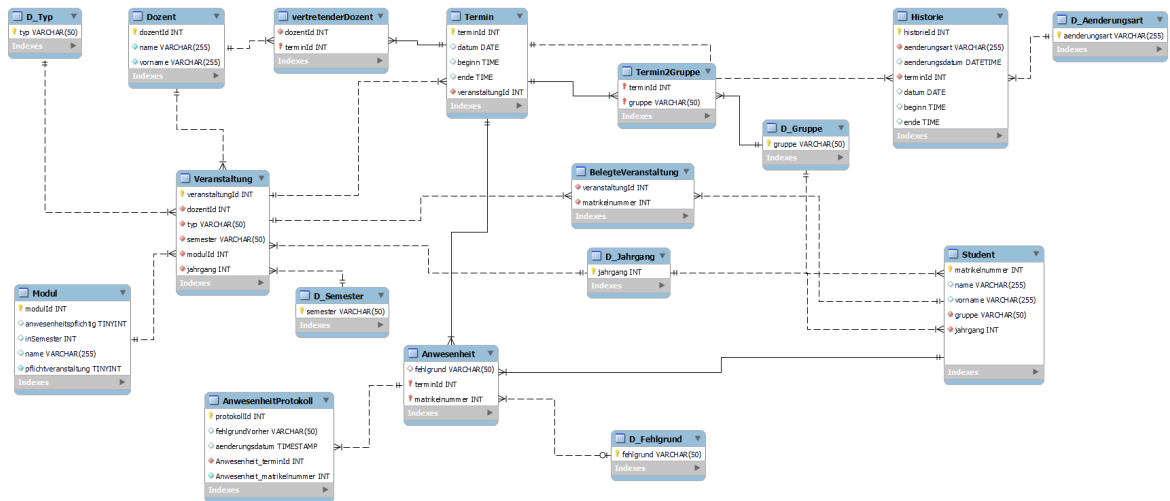 D_Typ
typ VARCHAR(50)
Indexes
Dozent
dozentId INT
name VARCHAR(255)
vorname VARCHAR(255)
Indexes
vertretenderDozent
dozentId INT
terminId INT
Indexes
Termin
terminId INT
datum DATE
beginn TIME
ende TIME
veranstaltungId INT
Indexes
Termin2Gruppe
terminId INT
gruppe VARCHAR(50)
Indexes
Historie
historieId INT
aenderungsart VARCHAR(255)
aenderungsdatum DATETIME
terminId INT
datum DATE
beginn TIME
ende TIME
Indexes
D_Aenderungsart
aenderungsart VARCHAR(255)
Indexes
D_Gruppe
gruppe VARCHAR(50)
Indexes
Veranstaltung
veranstaltungId INT
dozentId INT
typ VARCHAR(50)
semester VARCHAR(50)
modulId INT
jahrgang INT
Indexes
BelegteVeranstaltung
veranstaltungId INT
matrikelnummer INT
Indexes
D_Jahrgang
jahrgang INT
Indexes
Student
matrikelnummer INT
name VARCHAR(255)
vorname VARCHAR(255)
gruppe VARCHAR(50)
jahrgang INT
Indexes
Modul
modulId INT
anwesenheitspflichtig TINYINT
inSemester INT
name VARCHAR(255)
pflichtveranstaltung TINYINT
Indexes
D_Semester
semester VARCHAR(50)
Indexes
Anwesenheit
fehlgrund VARCHAR(50)
terminId INT
matrikelnummer INT
Indexes
AnwesenheitProtokoll
protokollId INT
fehlgrundVorher VARCHAR(50)
aenderungsdatum TIMESTAMP
Anwesenheit_terminId INT
Anwesenheit_matrikelnummer INT
Indexes
D_Fehlgrund
fehlgrund VARCHAR(50)
Indexes